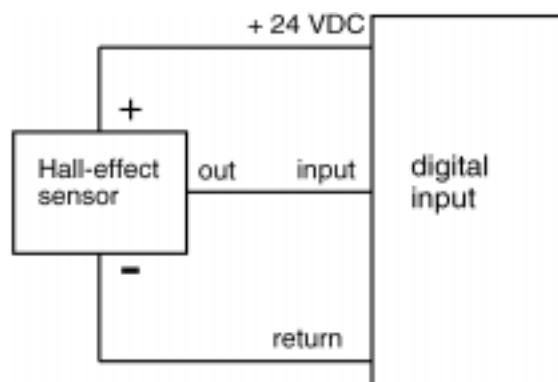 + 24 VDC
+
Hall-effect
sensor
out
input
digital
input
-
return